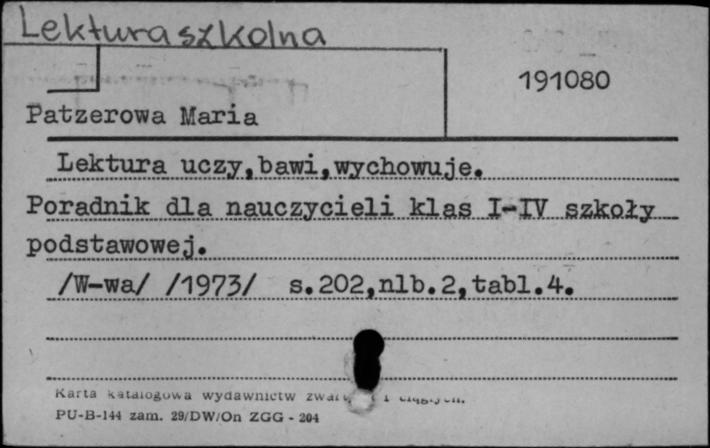 Lektura szkolna
191080
Patzerowa Maria
Lektura uczy,bawi,wychowuje.
Poradnik dla nauczycieli klas I-IV szkoły
podstawowej.
/W-wa/ /1973/ s.202,nlb.2,tabl.4.
Karta katalogowa wydawnictw i
PU-B-144 zam. 29/DW/On ZGG - 204